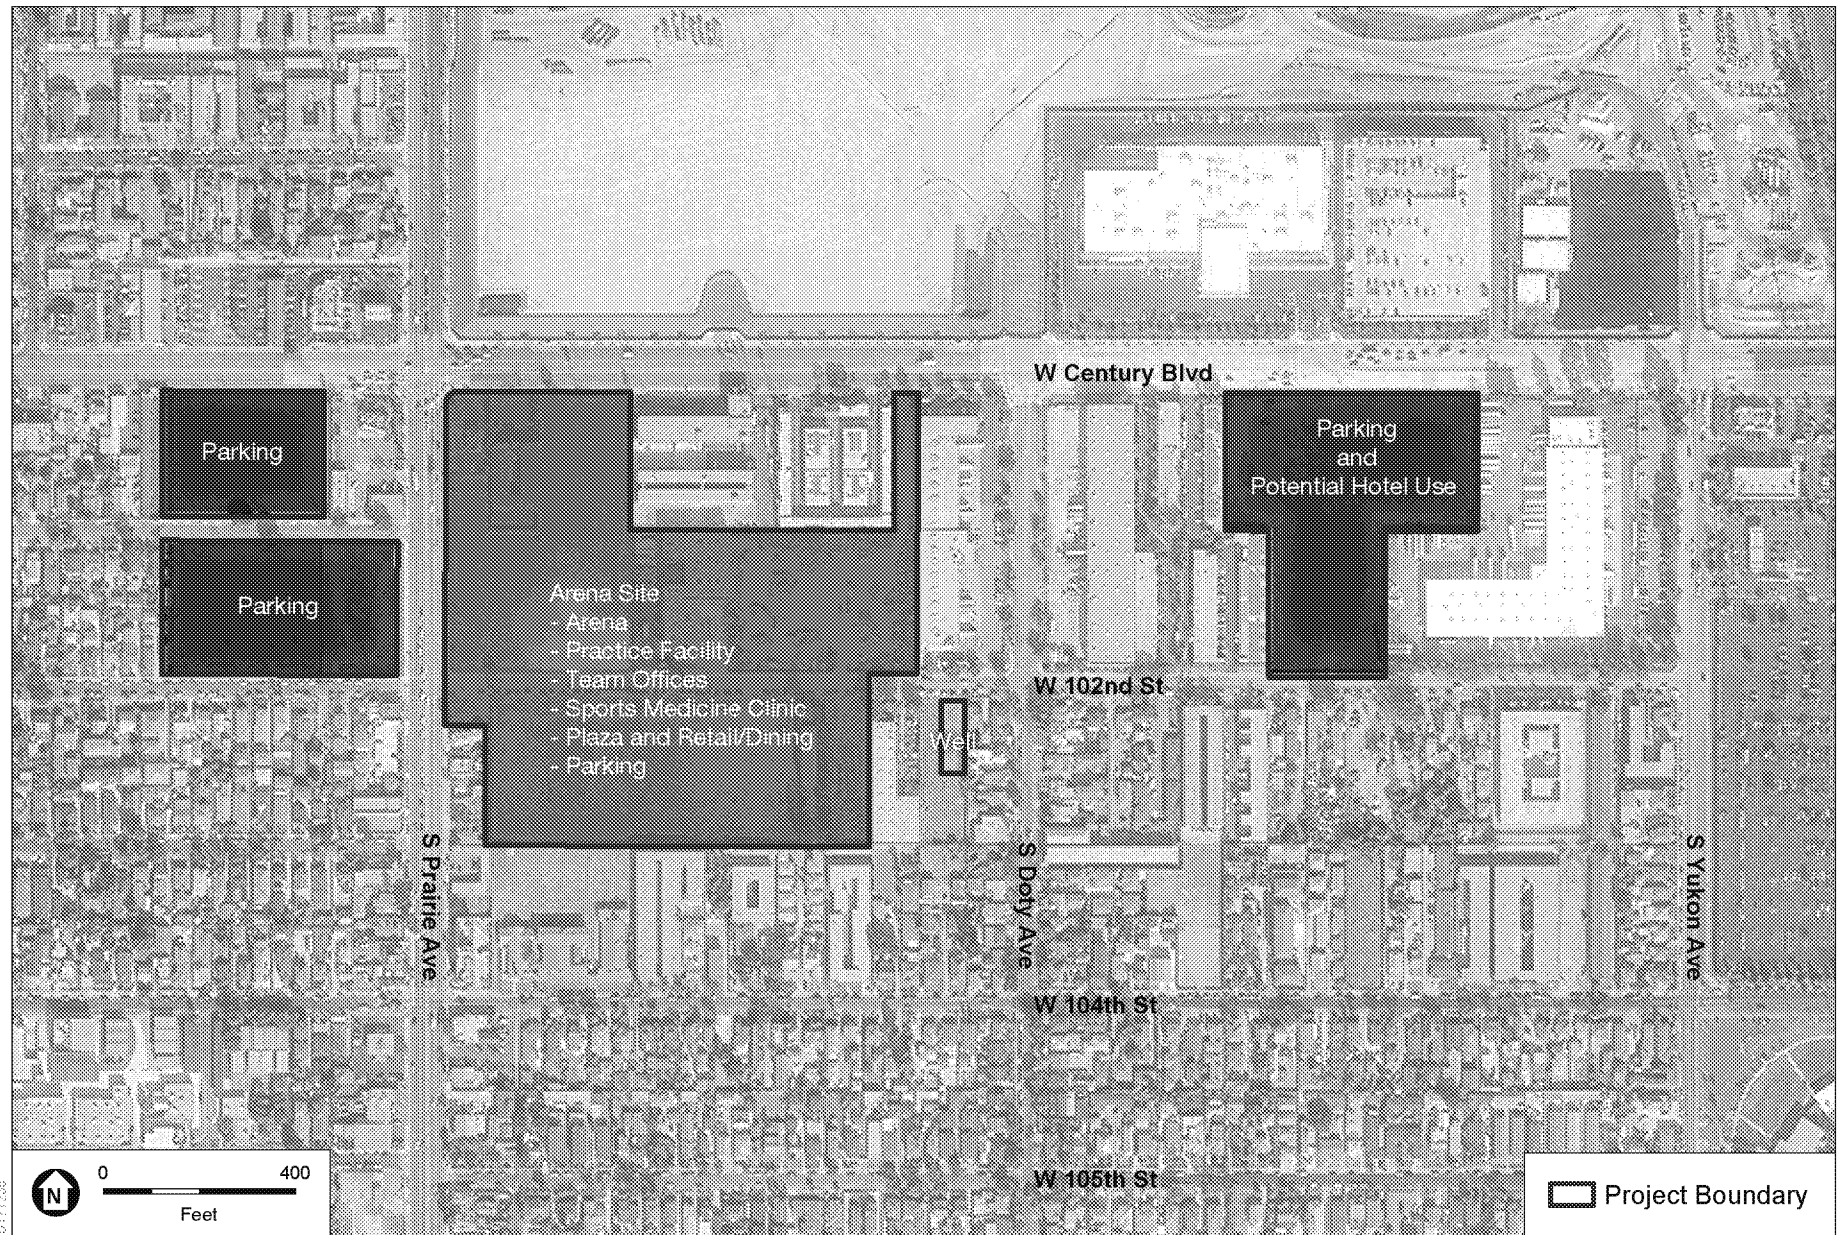 W Century Blvd
Parking
Parking
and
Potential Hotel Use
Parking
Arena Site
- Arena
- Practice Facility
- Team Offices
- Sports Medicine Clinic
- Plaza and Retail/Dining
- Parking
W 102nd St
Well
S Prairie Ave
S Doty Ave
S Yukon Ave
W 104th St
W 105th St
N
0 400
Feet
Project Boundary